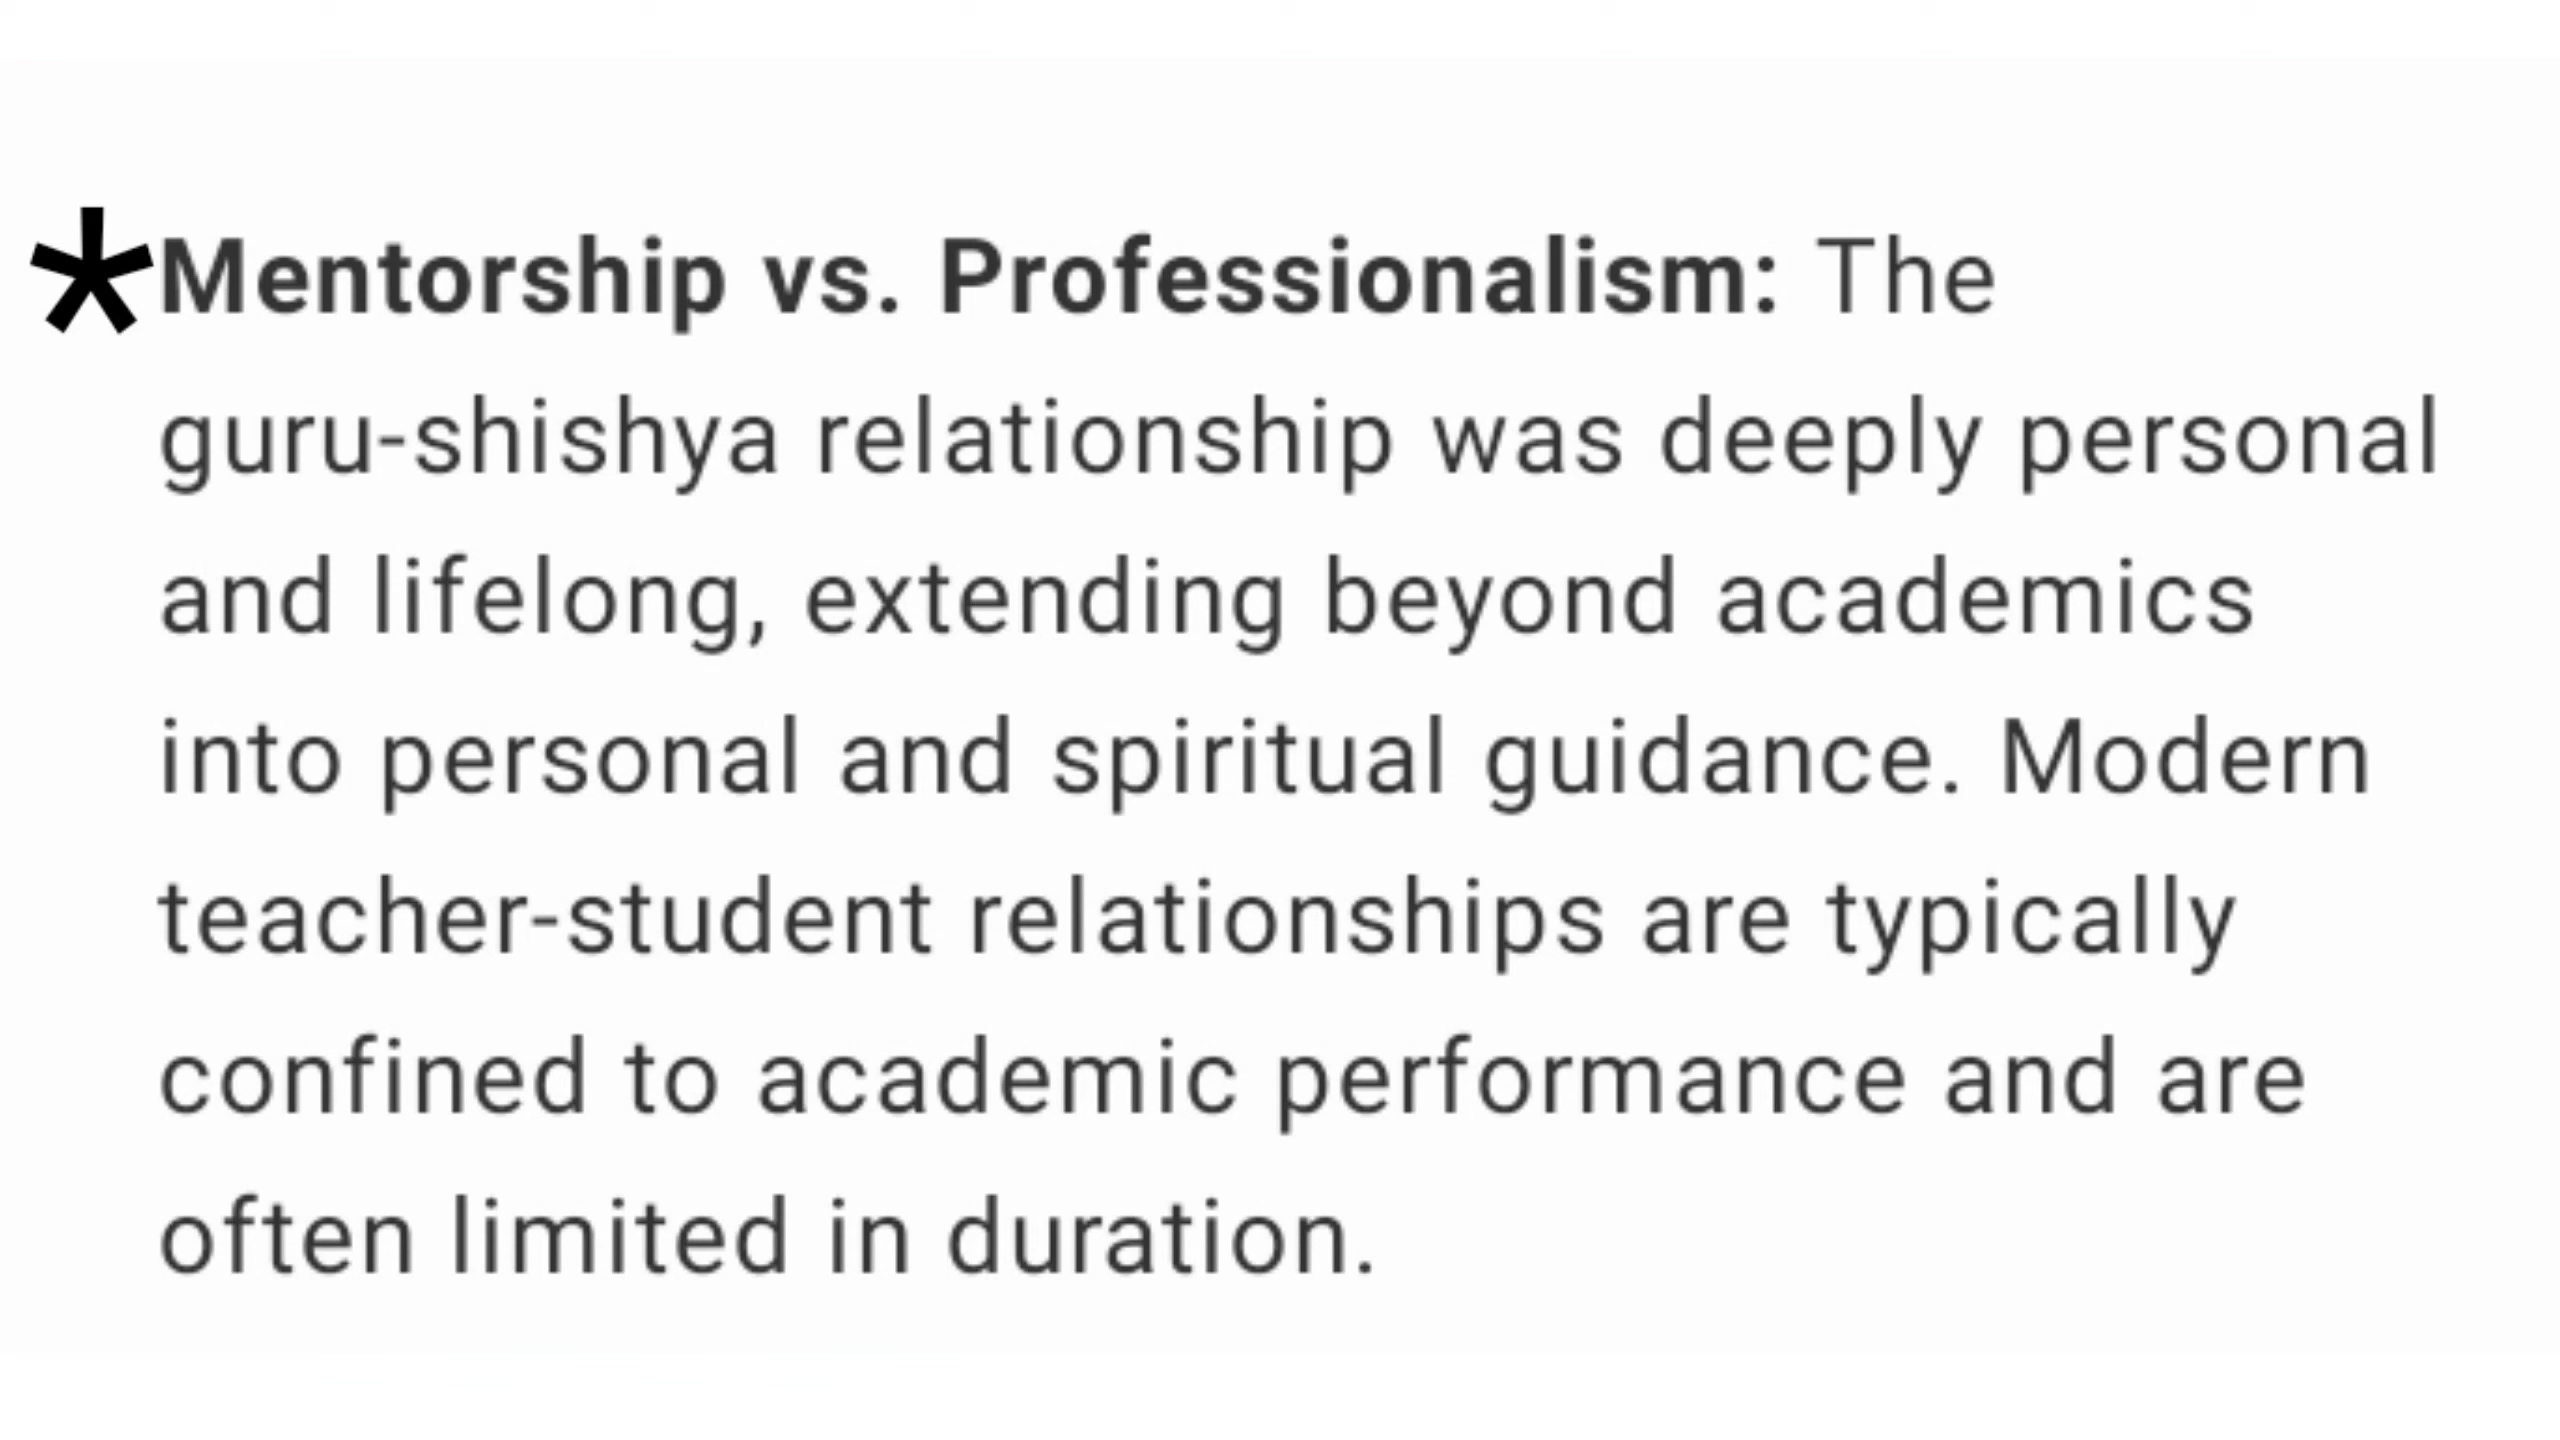 *Mentorship vs. Professionalism: The
guru-shishya relationship was deeply personal
and lifelong, extending beyond academics
into personal and spiritual guidance. Modern
teacher-student relationships are typically
confined to academic performance and are
often limited in duration.